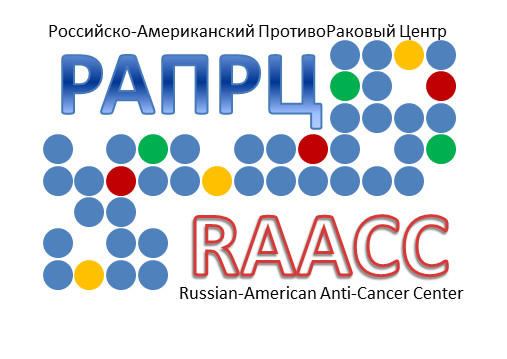 Российско-Американский ПротивоРаковый Центр
РАПРЦ
RAACC
Russian-American Anti-Cancer Center